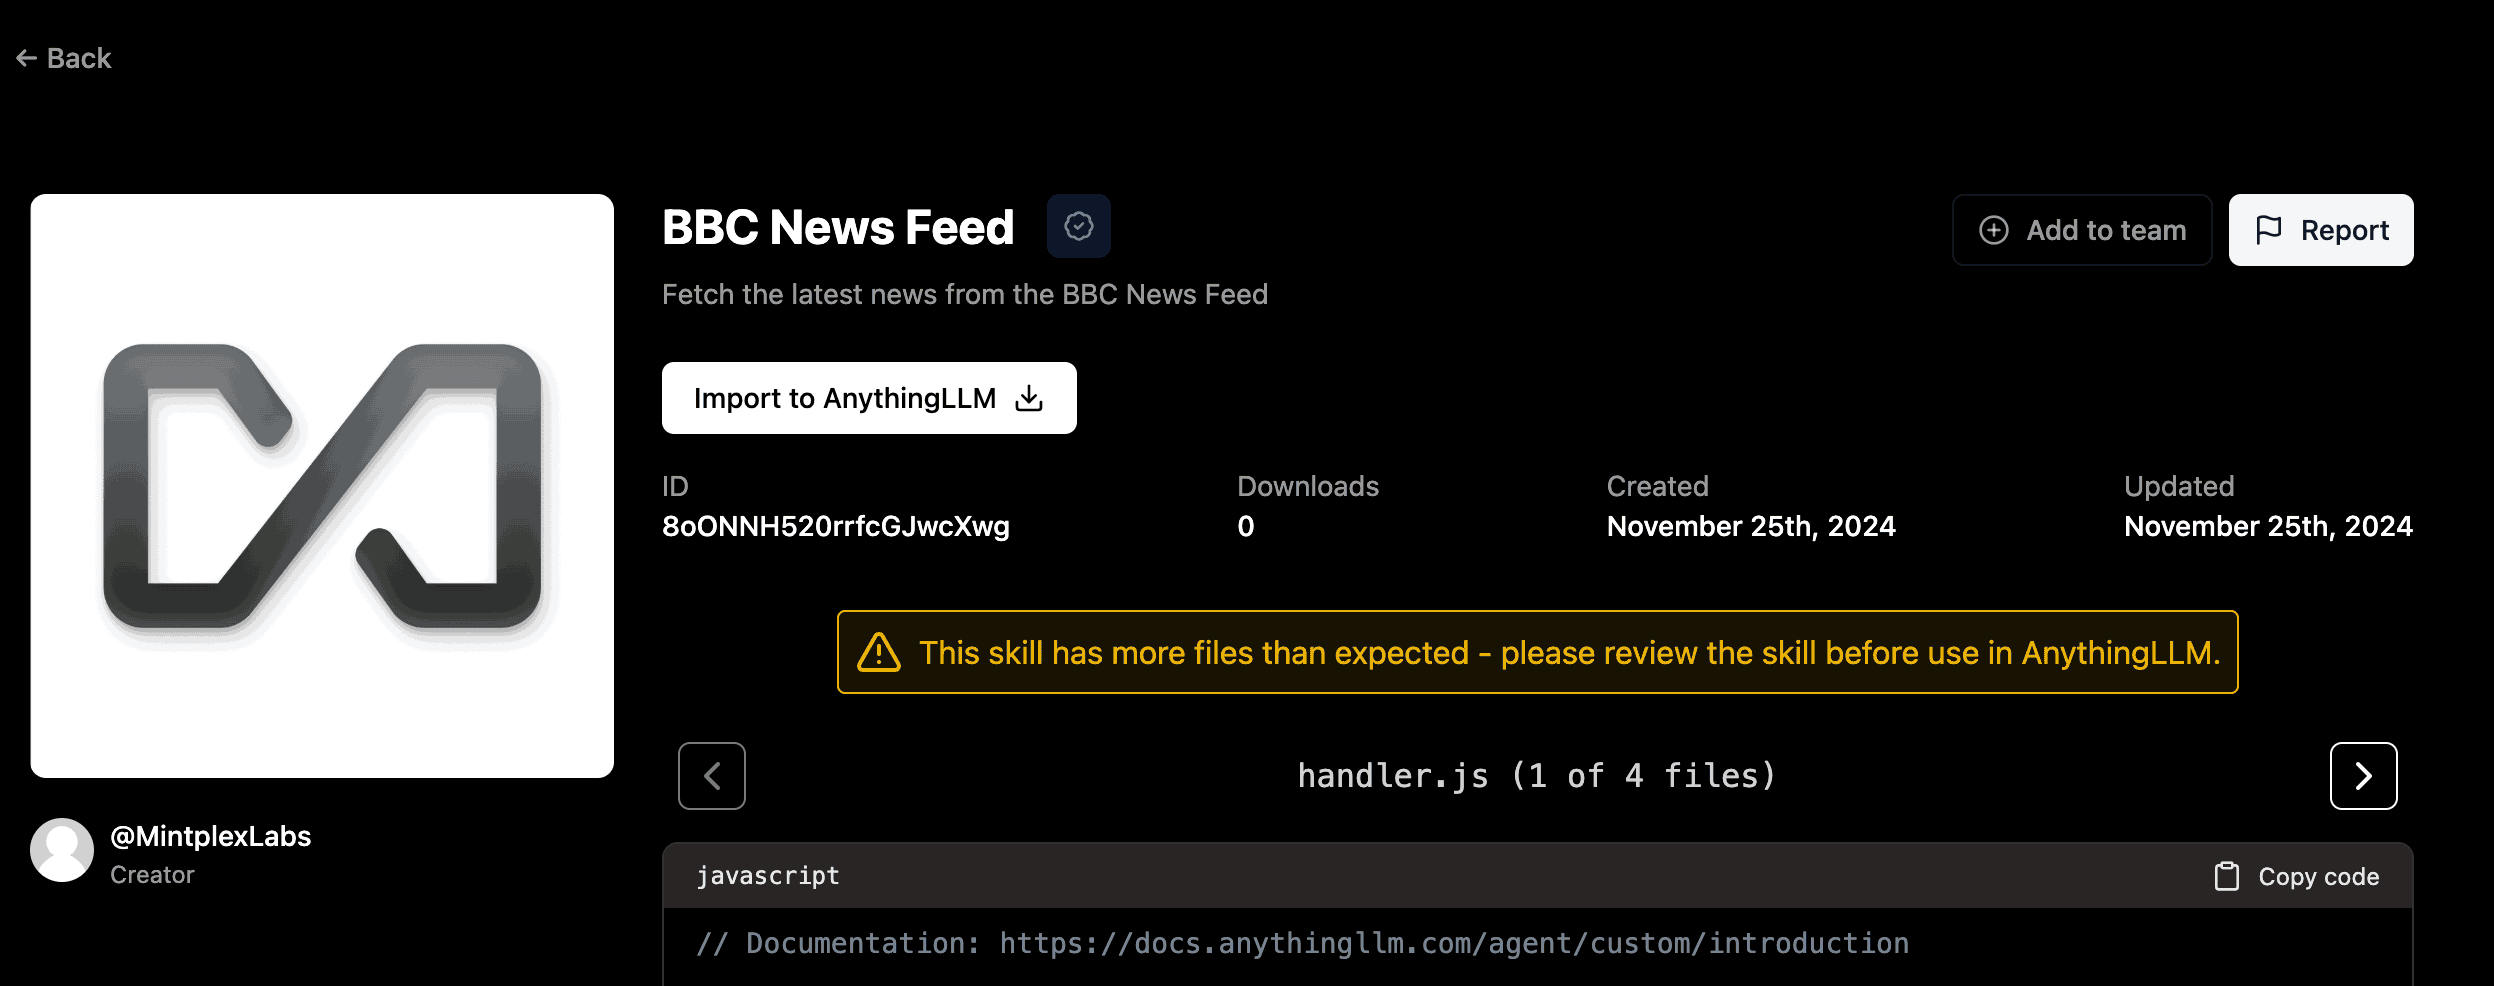 Back
BBC News Feed
Add to team
Report
Fetch the latest news from the BBC News Feed
Import to AnythingLLM
ID
8oONNH520rrfcGJwcXwg
Downloads
0
Created
November 25th, 2024
Updated
November 25th, 2024
This skill has more files than expected - please review the skill before use in AnythingLLM.
handler.js (1 of 4 files)
@MintplexLabs
Creator
javascript
Copy code
// Documentation: https://docs.anythingllm.com/agent/custom/introduction